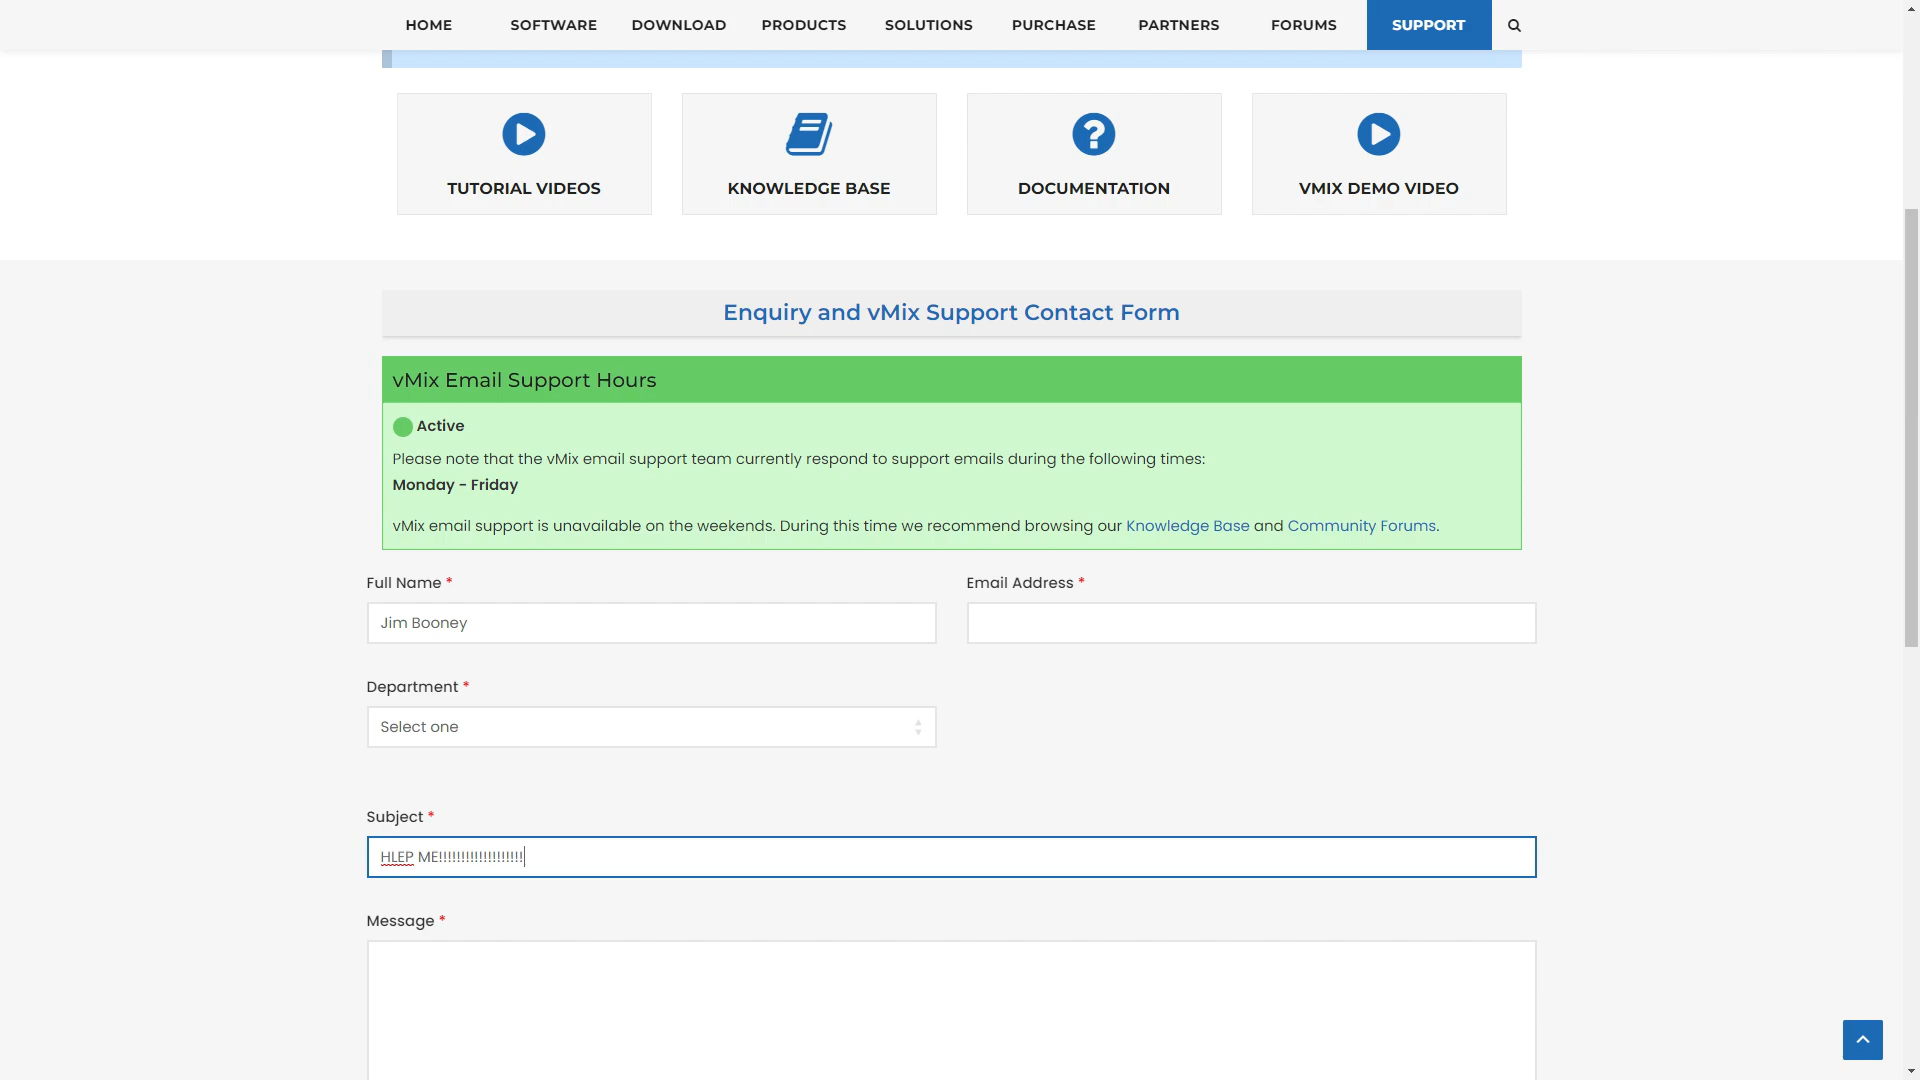 HOME SOFTWARE DOWNLOAD PRODUCTS SOLUTIONS PURCHASE PARTNERS FORUMS SUPPORT
TUTORIAL VIDEOS KNOWLEDGE BASE DOCUMENTATION VMIX DEMO VIDEO
Enquiry and vMix Support Contact Form
vMix Email Support Hours
Active
Please note that the vMix email support team currently respond to support emails during the following times:
Monday - Friday
vMix email support is unavailable on the weekends. During this time we recommend browsing our Knowledge Base and Community Forums.
Full Name * Email Address *
Jim Booney
Department *
Select one
Subject *
HLEP ME!!!!!!!!!!!!!!!!!!!
Message *